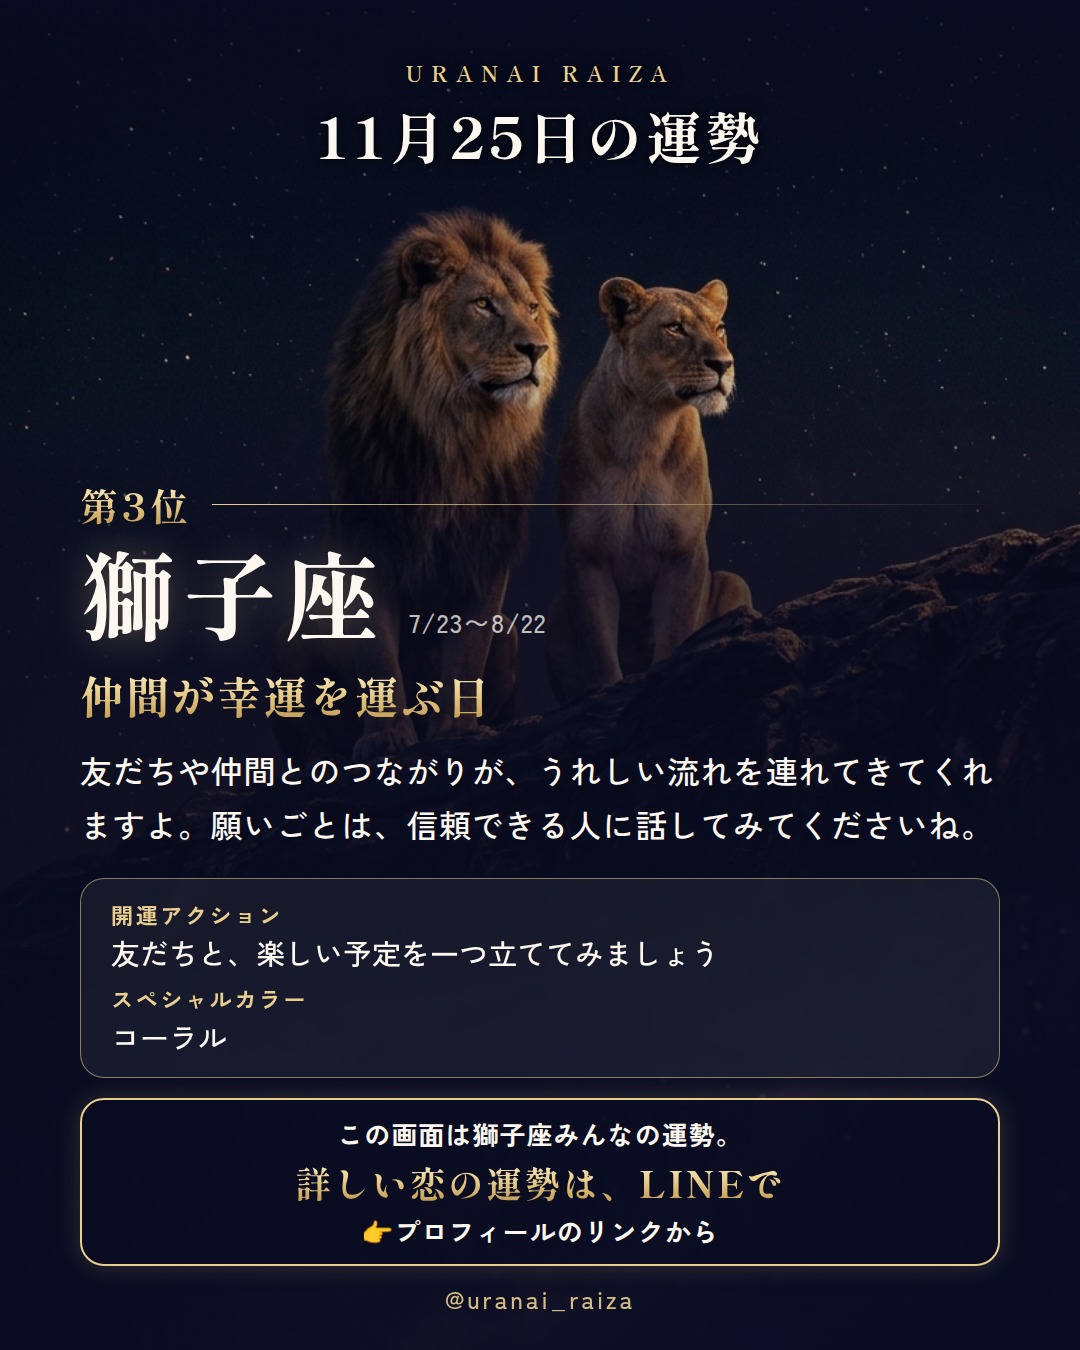 URANAI RAIZA
11月25日の運勢
第3位
獅子座 7/23〜8/22
仲間が幸運を運ぶ日
友だちや仲間とのつながりが、うれしい流れを連れてきてくれ
ますよ。願いごとは、信頼できる人に話してみてくださいね。
開運アクション
友だちと、楽しい予定を一つ立ててみましょう
スペシャルカラー
コーラル
この画面は獅子座みんなの運勢。
詳しい恋の運勢は、LINEで
👉プロフィールのリンクから
@uranai_raiza